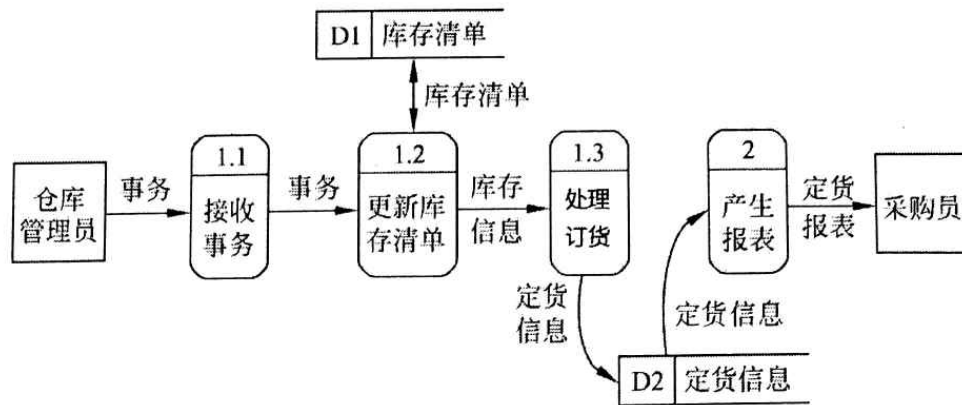 D1 库存清单
库存清单
仓库
管理员
事务
1.1
接收
事务
事务
1.2
更新库
存清单
库存
信息
1.3
处理
订货
定货
信息
D2 定货信息
定货信息
2
产生
报表
定货
报表
采购员